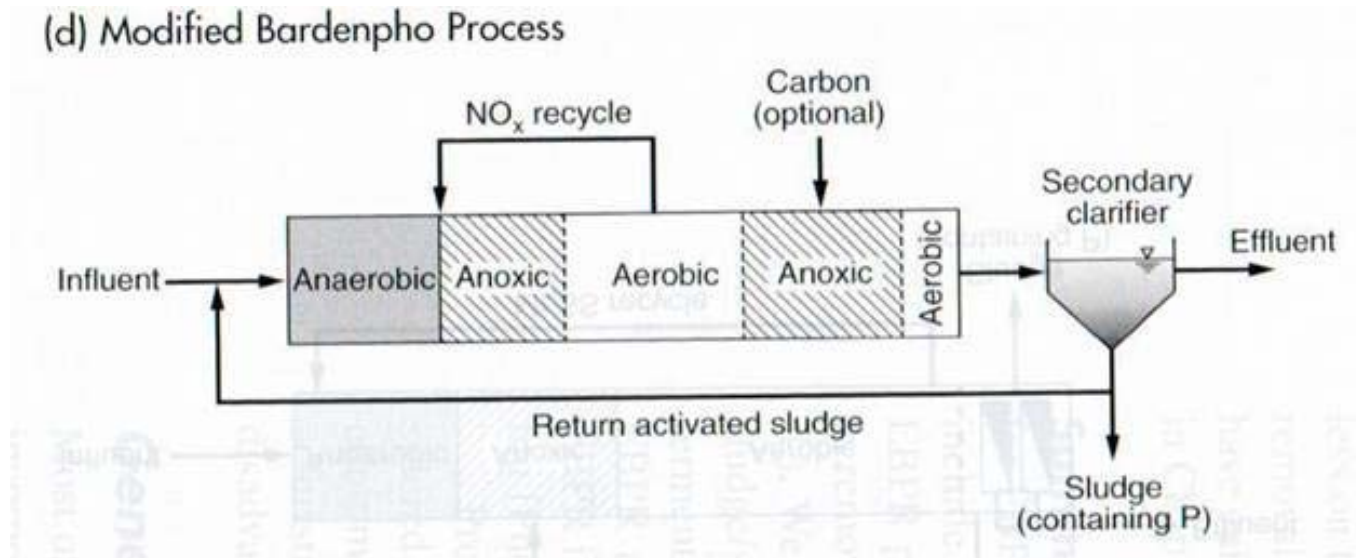 (d) Modified Bardenpho Process
Carbon
(optional)
NOₓ recycle
Secondary
clarifier
Effluent
Influent
Anaerobic
Anoxic
Aerobic
Anoxic
Aerobic
Return activated sludge
Sludge
(containing P)